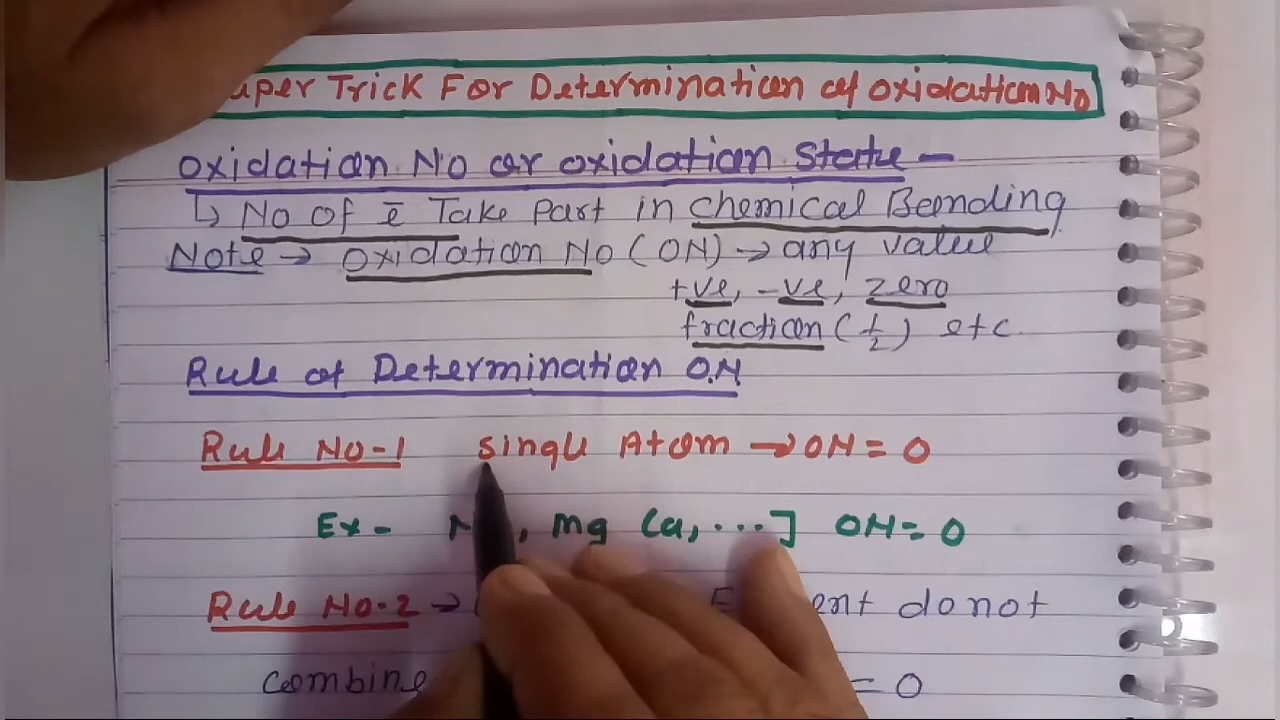 uper Trick For Determination of oxidation No
oxidation No or oxidation State –
↳ No of ē Take Part in chemical Bonding
Note → oxidation No (ON) → any value
+ve, -ve, zero
fraction (1/2) etc.
Rule of Determination O.N
Rule No-1 single Atom → ON = 0
Ex- , mg Ca, ...] ON = 0
Rule No-2 → ent do not
combine = 0